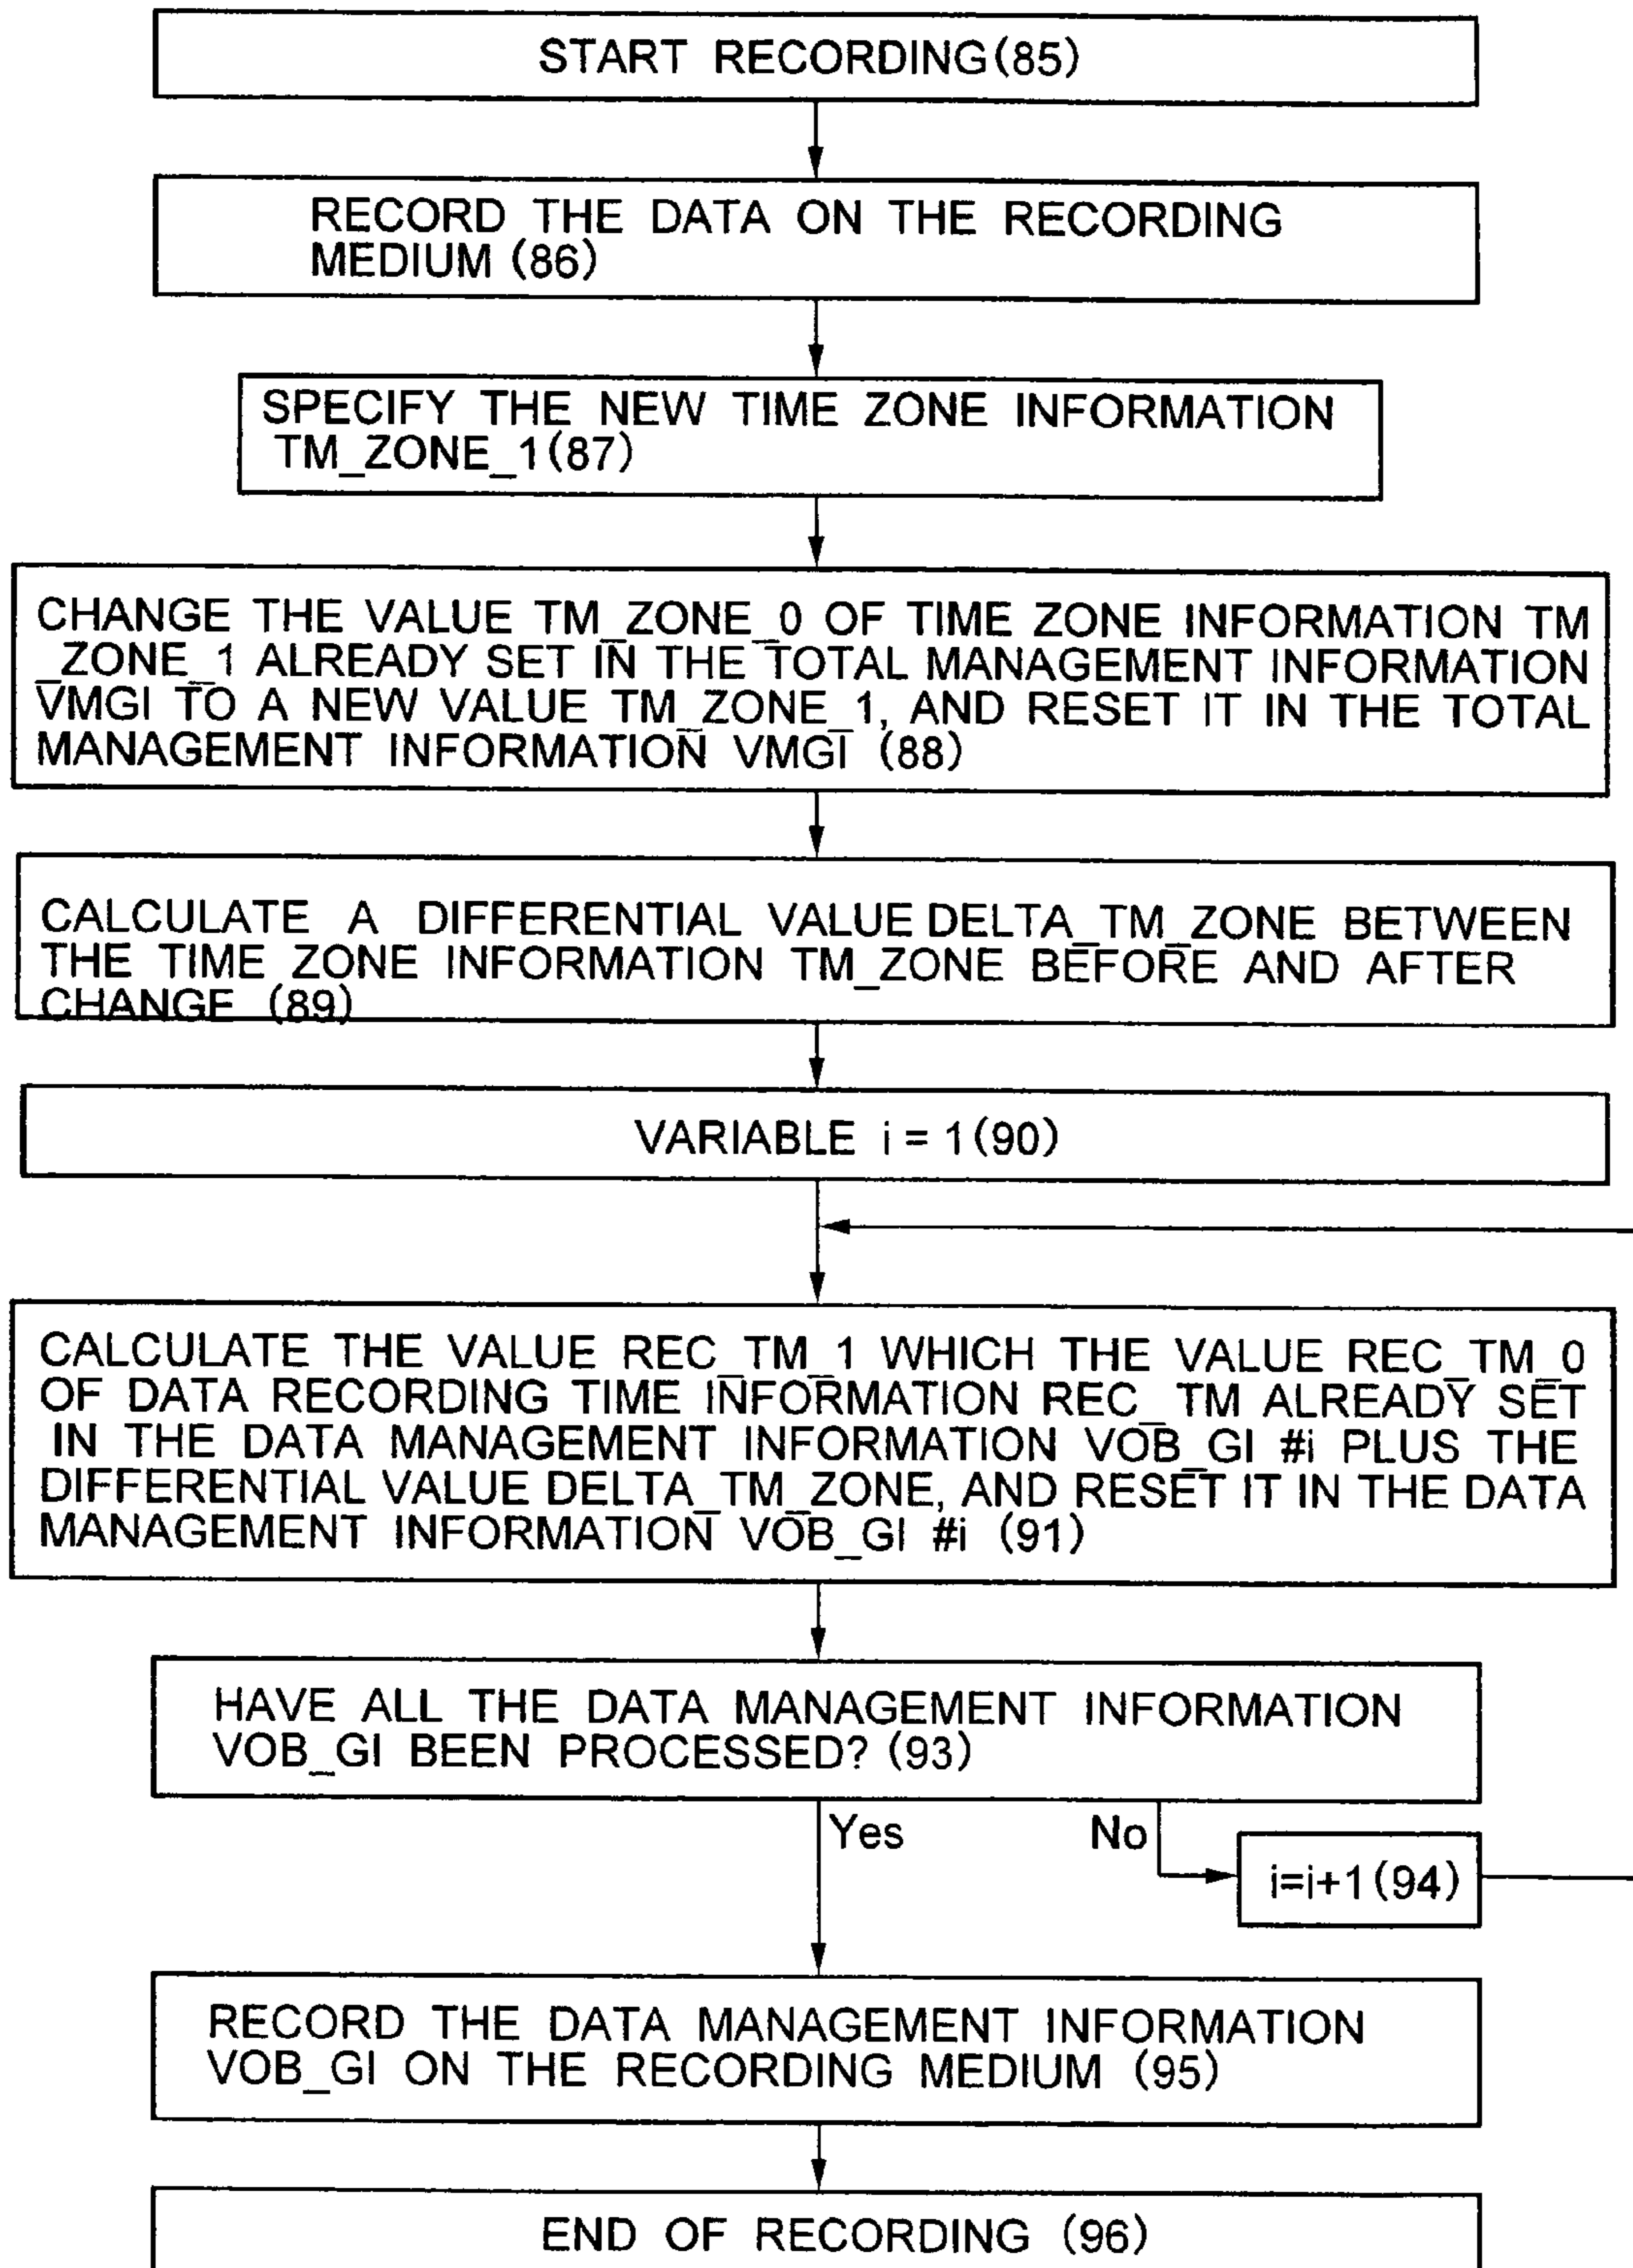 START RECORDING(85)
RECORD THE DATA ON THE RECORDING
MEDIUM (86)
SPECIFY THE NEW TIME ZONE INFORMATION
TM_ZONE_1(87)
CHANGE THE VALUE TM_ZONE_0 OF TIME ZONE INFORMATION TM
_ZONE_1 ALREADY SET IN THE TOTAL MANAGEMENT INFORMATION
VMGI TO A NEW VALUE TM_ZONE_1, AND RESET IT IN THE TOTAL
MANAGEMENT INFORMATION VMGI (88)
CALCULATE A DIFFERENTIAL VALUE DELTA_TM_ZONE BETWEEN
THE TIME ZONE INFORMATION TM_ZONE BEFORE AND AFTER
CHANGE (89)
VARIABLE i = 1(90)
CALCULATE THE VALUE REC_TM_1 WHICH THE VALUE REC_TM_0
OF DATA RECORDING TIME INFORMATION REC_TM ALREADY SET
IN THE DATA MANAGEMENT INFORMATION VOB_GI #i PLUS THE
DIFFERENTIAL VALUE DELTA_TM_ZONE, AND RESET IT IN THE DATA
MANAGEMENT INFORMATION VOB_GI #i (91)
HAVE ALL THE DATA MANAGEMENT INFORMATION
VOB_GI BEEN PROCESSED? (93)
Yes No
i=i+1(94)
RECORD THE DATA MANAGEMENT INFORMATION
VOB_GI ON THE RECORDING MEDIUM (95)
END OF RECORDING (96)